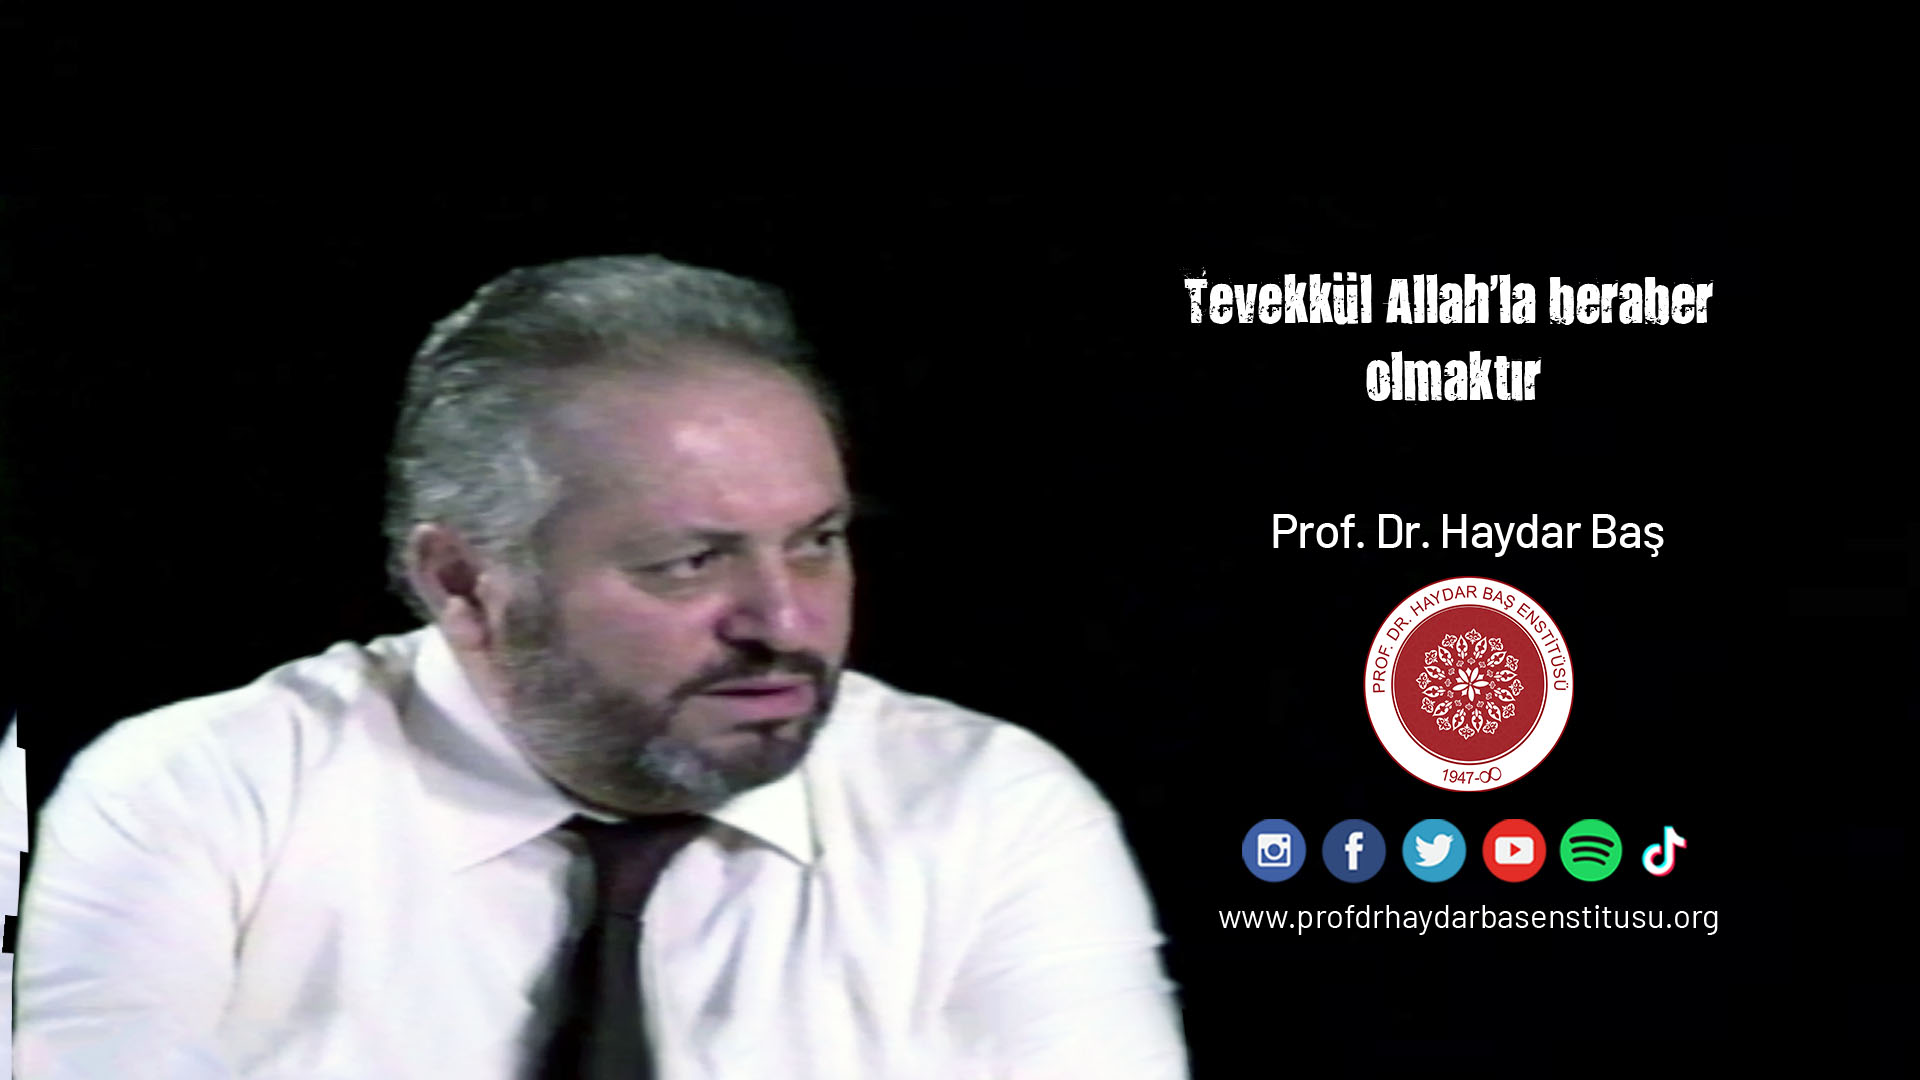 Tevekkül Allah'la beraber
olmaktır
Prof. Dr. Haydar Baş
PROF. DR. HAYDAR BAŞ ENSTİTÜSÜ
1947-∞
www.profdrhaydarbasenstitusu.org